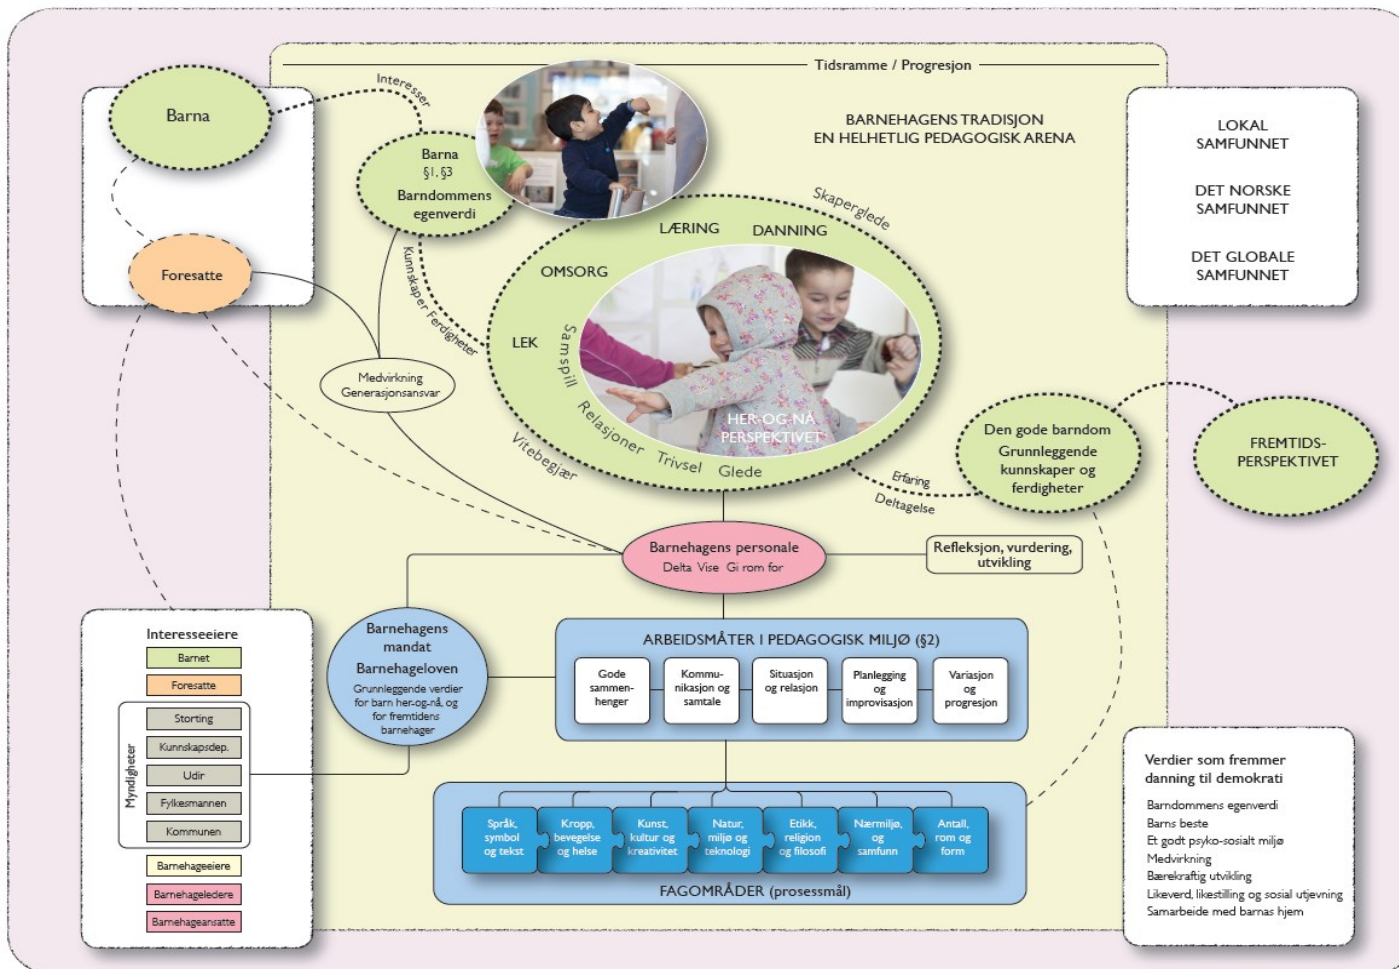 Tidsramme / Progresjon
Barna
Interesser
BARNEHAGENS TRADISJON
EN HELHETLIG PEDAGOGISK ARENA
LOKAL
SAMFUNNET
DET NORSKE
SAMFUNNET
DET GLOBALE
SAMFUNNET
Barna
§1, §3
Barndommens
egenverdi
Skaperglede
LÆRING
DANNING
OMSORG
LEK
Foresatte
Kunnskaper Ferdigheter
Samspill
Relasjoner
Trivsel
Glede
HER-OG-NÅ
PERSPEKTIVET
Medvirkning
Generasjonsansvar
Vitebegjær
Den gode barndom
Grunnleggende
kunnskaper og
ferdigheter
FREMTIDS-
PERSPEKTIVET
Erfaring
Deltagelse
Barnehagens personale
Delta Vise Gi rom for
Refleksjon, vurdering,
utvikling
Barnehagens
mandat
Barnehageloven
Grunnleggende verdier
for barn her-og-nå, og
for fremtidens
barnehager
ARBEIDSMÅTER I PEDAGOGISK MILJØ (§2)
Gode
sammen-
henger
Kommu-
nikasjon og
samtale
Situasjon
og relasjon
Planlegging
og
improvisasjon
Variasjon
og
progresjon
Språk,
symbol
og tekst
Kropp,
bevegelse
og helse
Kunst,
kultur og
kreativitet
Natur,
miljø og
teknologi
Etikk,
religion
og filosofi
Nærmiljø,
og
samfunn
Antall,
rom og
form
FAGOMRÅDER (prosessmål)
Interesseeiere
Barnet
Foresatte
Myndigheter
Storting
Kunnskapsdep.
Udir
Fylkesmannen
Kommunen
Barnehageeiere
Barnehageledere
Barnehageansatte
Verdier som fremmer
danning til demokrati
Barndommens egenverdi
Barns beste
Et godt psyko-sosialt miljø
Medvirkning
Bærekraftig utvikling
Likeverd, likestilling og sosial utjevning
Samarbeide med barnas hjem